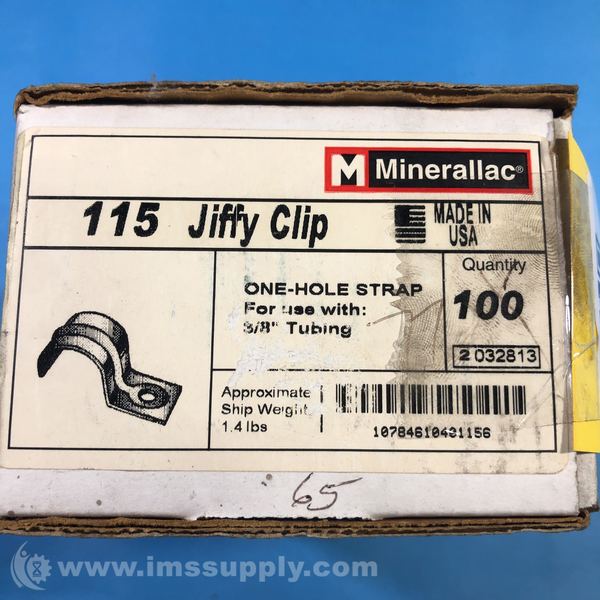 M Minerallac®
115 Jiffy Clip
MADE IN
USA
ONE-HOLE STRAP
For use with:
3/8" Tubing
Quantity
100
2 032813
Approximate
Ship Weight
1.4 lbs
10784610431156
65
© www.imssupply.com